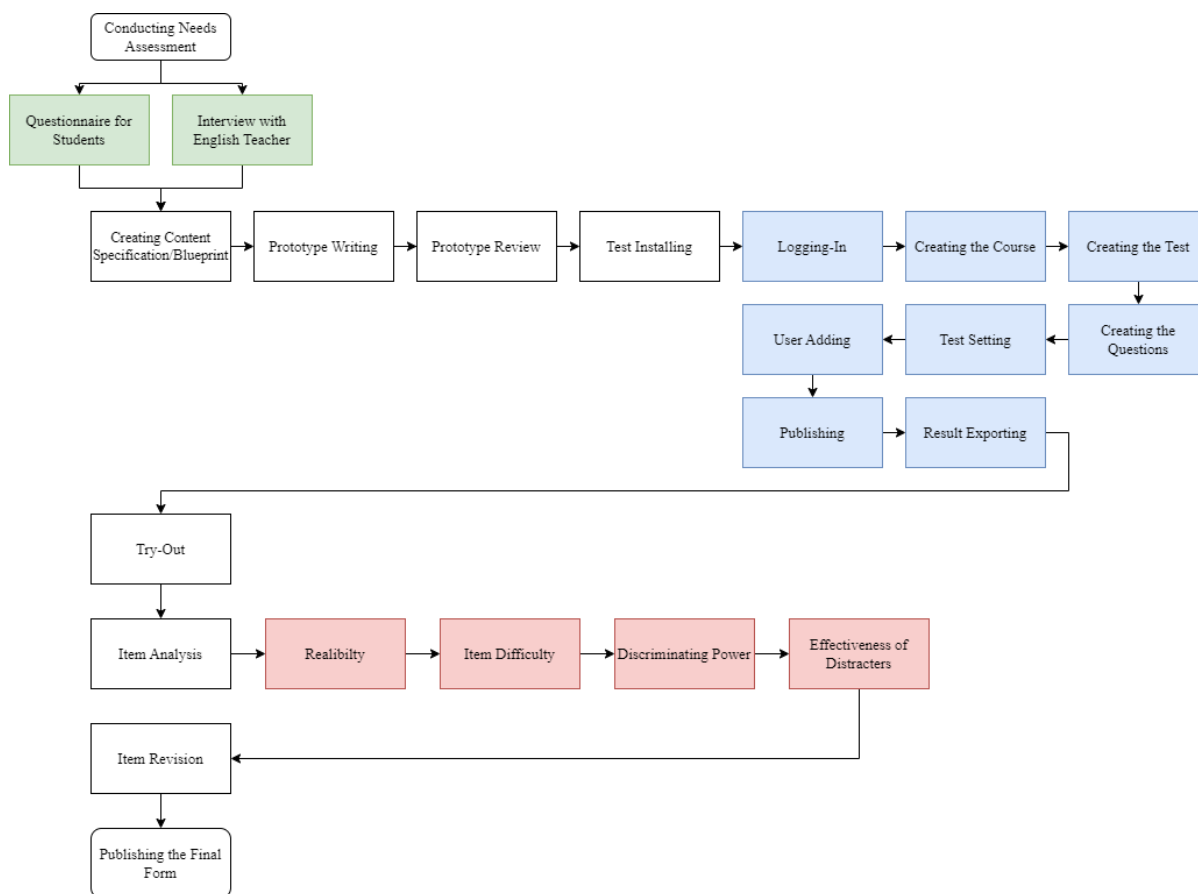 Conducting Needs
Assessment
Questionnaire for
Students
Interview with
English Teacher
Creating Content
Specification/Blueprint
Prototype Writing
Prototype Review
Test Installing
Logging-In
Creating the Course
Creating the Test
Creating the
Questions
Test Setting
User Adding
Publishing
Result Exporting
Try-Out
Item Analysis
Realibilty
Item Difficulty
Discriminating Power
Effectiveness of
Distracters
Item Revision
Publishing the Final
Form